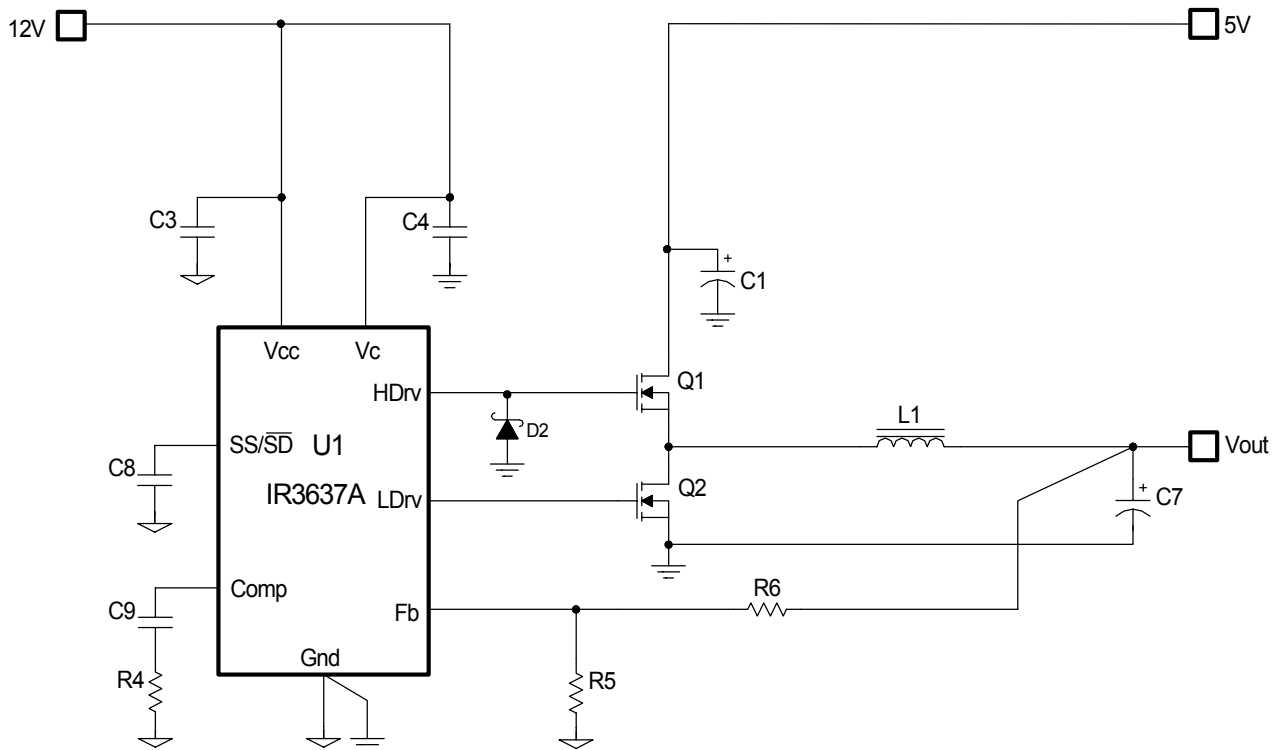 12V
5V
C3
C4
+
C1
Vcc
Vc
HDrv
Q1
D2
L1
SS/SD
U1
Vout
C8
IR3637A
LDrv
Q2
+
C7
Comp
R6
C9
Fb
Gnd
R4
R5